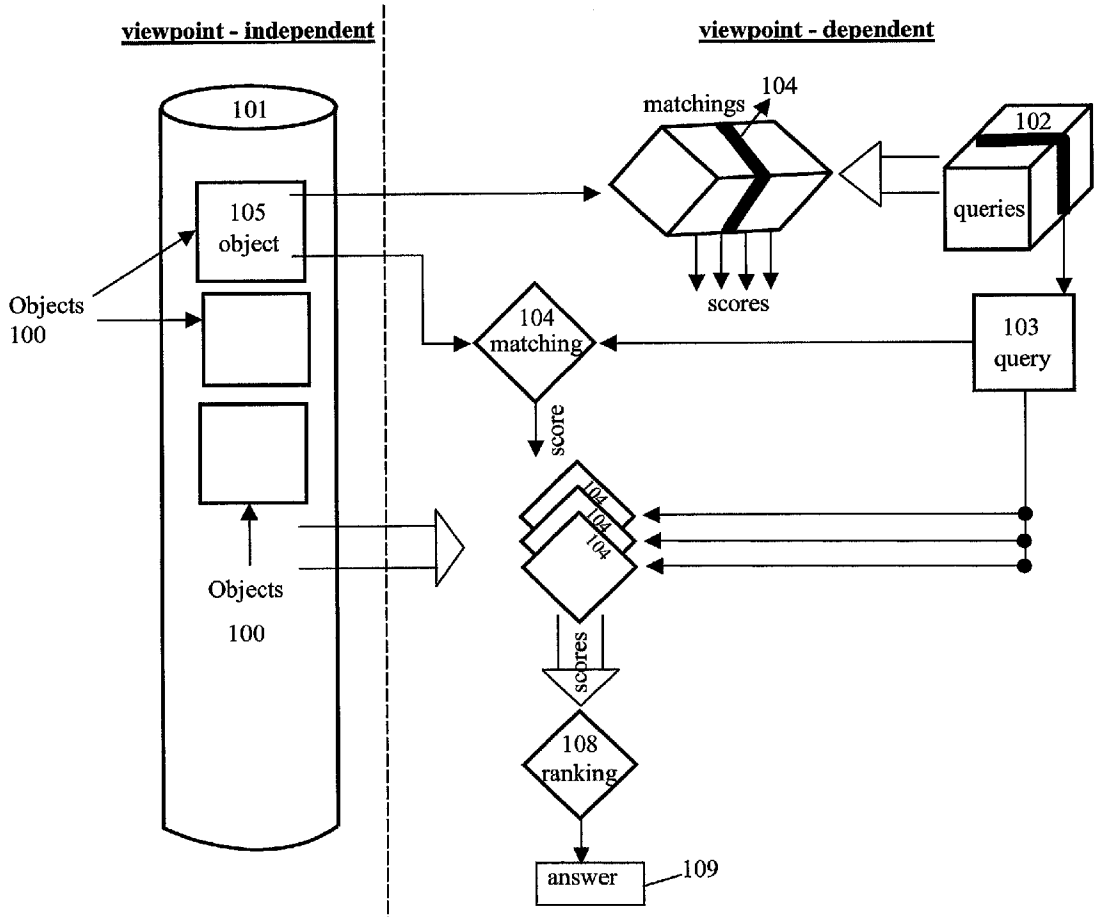 viewpoint - independent
viewpoint - dependent
101
matchings
104
102
queries
105
object
Objects
100
scores
104
matching
103
query
score
104
104
104
Objects
100
scores
108
ranking
answer
109